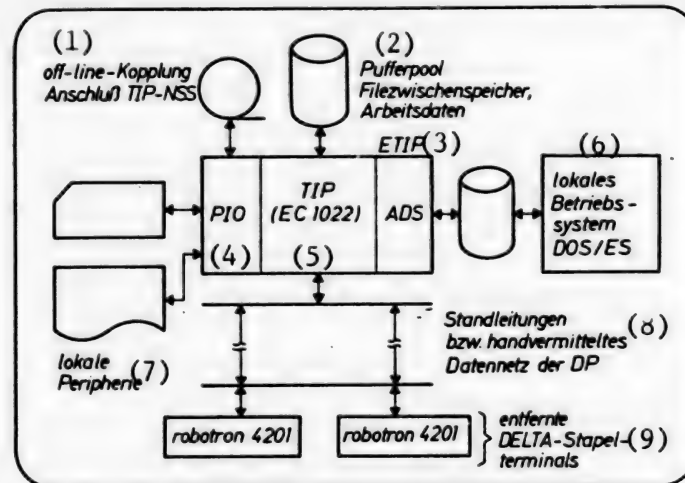 (1)
off-line-Kopplung
Anschluß TIP-NSS
(2)
Pufferpool
Filezwischenspeicher,
Arbeitsdaten
ETIP(3)
(6)
PIO
(4)
TIP
(EC 1022)
(5)
ADS
lokales
Betriebs-
system
DOS/ES
lokale
Peripherie(7)
Standleitungen (8)
bzw. handvermitteltes
Datennetz der DP
robotron 4201
robotron 4201
entfernte
DELTA-Stapel-(9)
terminals